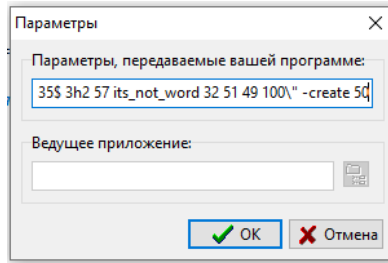 Параметры
Параметры, передаваемые вашей программе:
35$ 3h2 57 its_not_word 32 51 49 100\" -create 50
Ведущее приложение:
OK
Отмена